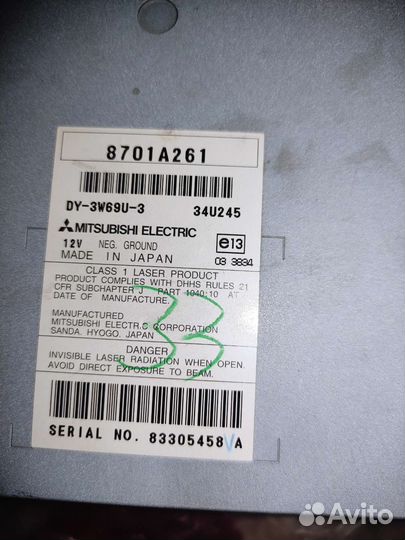 8701A261
DY-3W69U-3 34U245
MITSUBISHI ELECTRIC
12V NEG. GROUND e13
MADE IN JAPAN 03 3834
CLASS 1 LASER PRODUCT
PRODUCT COMPLIES WITH DHHS RULES 21
CFR SUBCHAPTER J PART 1040:10 AT
DATE OF MANUFACTURE.
33
MANUFACTURED
MITSUBISHI ELECTRIC CORPORATION
SANDA, HYOGO, JAPAN
DANGER
INVISIBLE LASER RADIATION WHEN OPEN.
AVOID DIRECT EXPOSURE TO BEAM.
SERIAL NO. 83305458 A
Avito